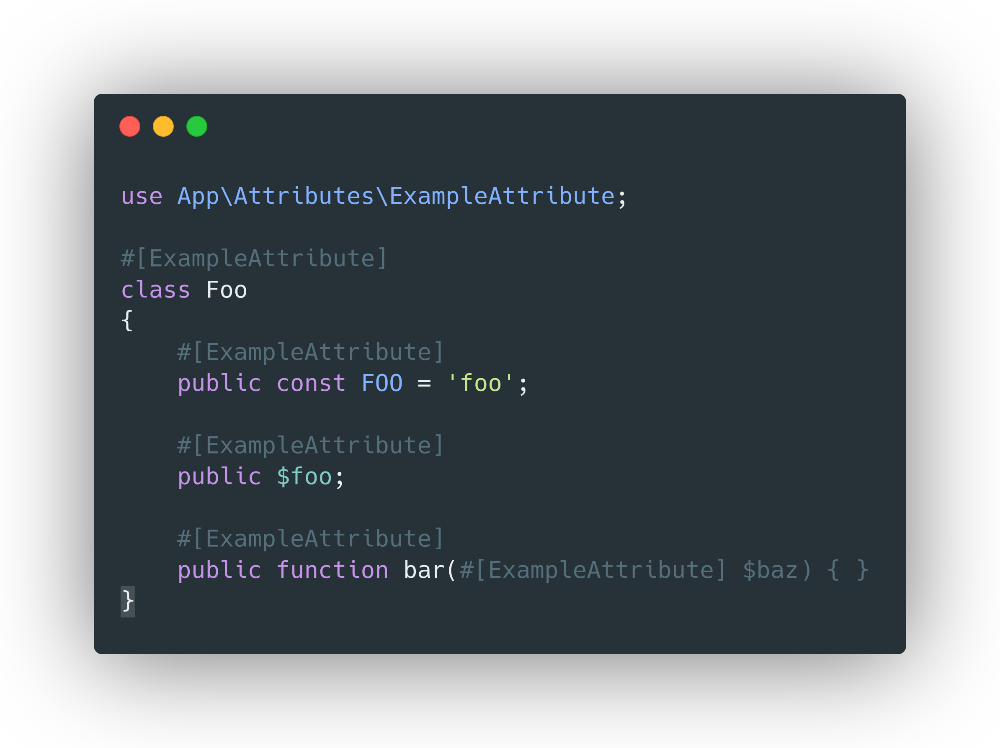 use App\Attributes\ExampleAttribute;

#[ExampleAttribute]
class Foo
{
    #[ExampleAttribute]
    public const FOO = 'foo';

    #[ExampleAttribute]
    public $foo;

    #[ExampleAttribute]
    public function bar(#[ExampleAttribute] $baz) { }
}